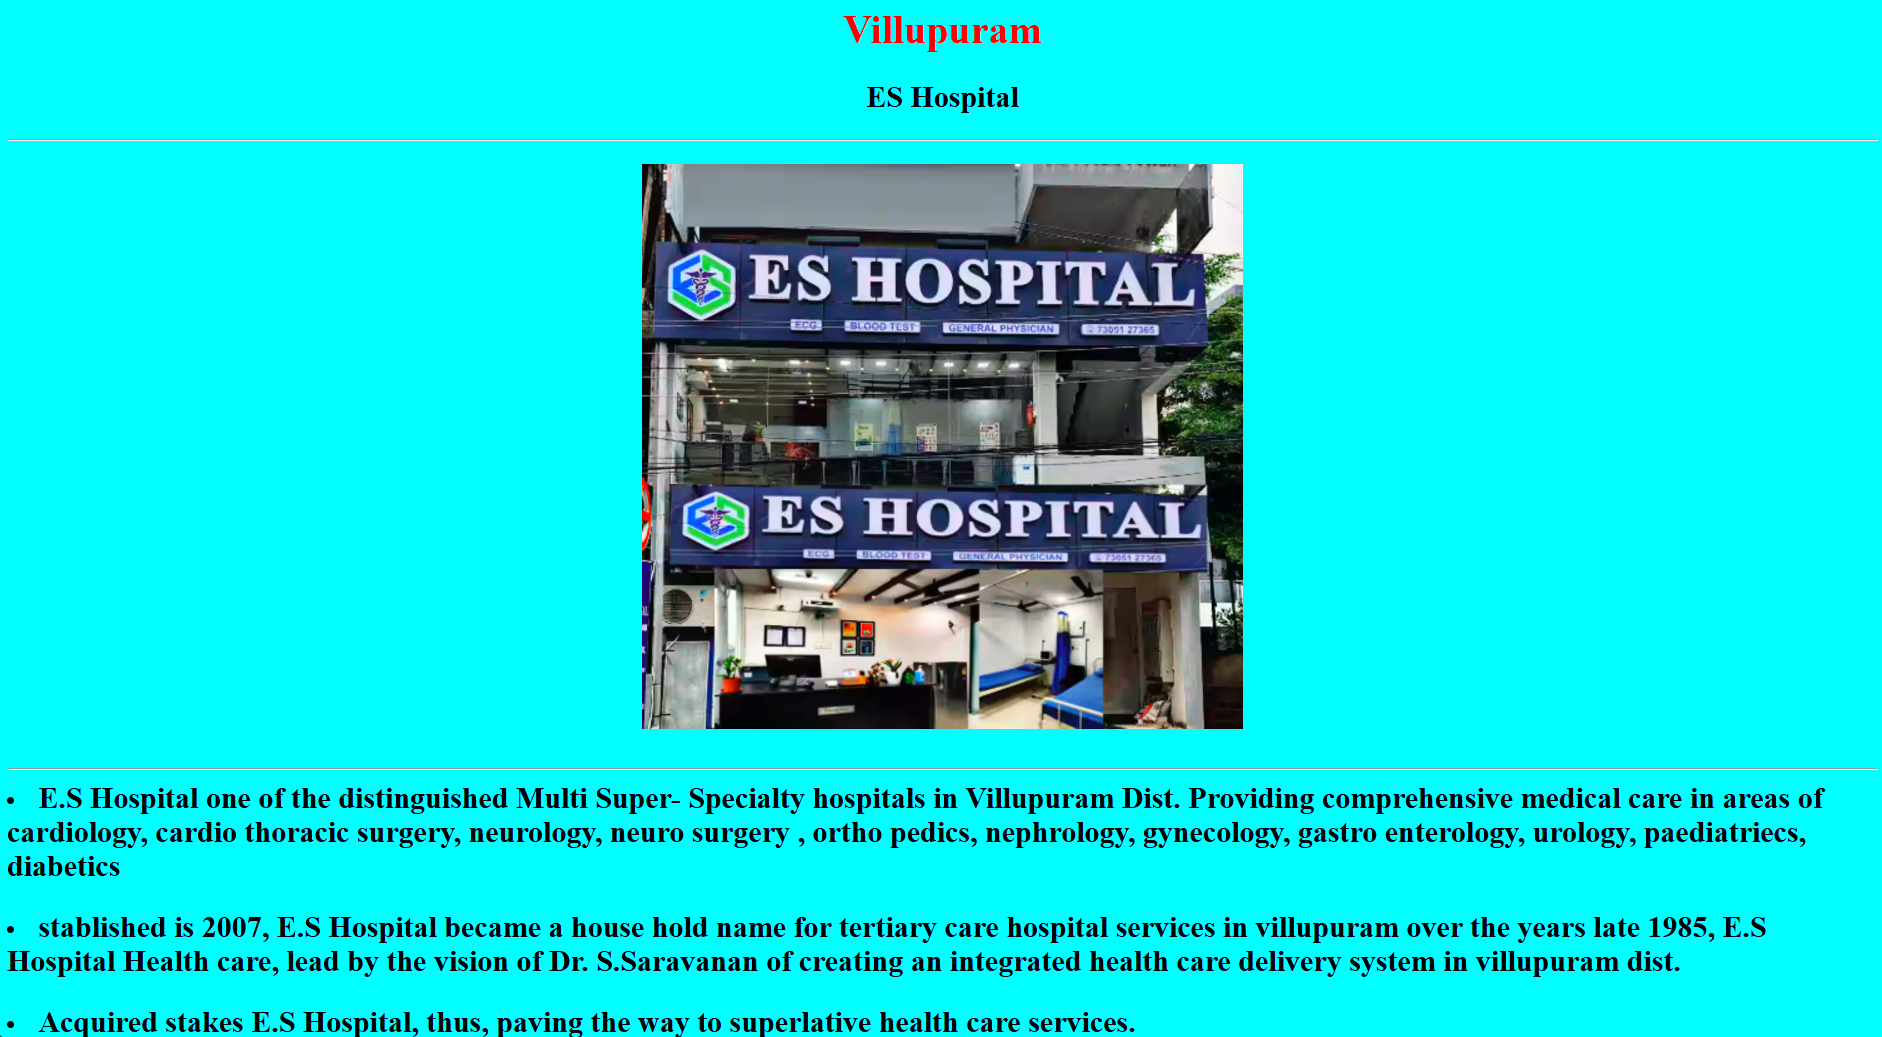 Villupuram
ES Hospital
ES HOSPITAL
ECG BLOOD TEST GENERAL PHYSICIAN 73051 27365
ES HOSPITAL
ECG BLOOD TEST GENERAL PHYSICIAN 73051 27365
• E.S Hospital one of the distinguished Multi Super- Specialty hospitals in Villupuram Dist. Providing comprehensive medical care in areas of
cardiology, cardio thoracic surgery, neurology, neuro surgery , ortho pedics, nephrology, gynecology, gastro enterology, urology, paediatriecs,
diabetics
• stablished is 2007, E.S Hospital became a house hold name for tertiary care hospital services in villupuram over the years late 1985, E.S
Hospital Health care, lead by the vision of Dr. S.Saravanan of creating an integrated health care delivery system in villupuram dist.
• Acquired stakes E.S Hospital, thus, paving the way to superlative health care services.